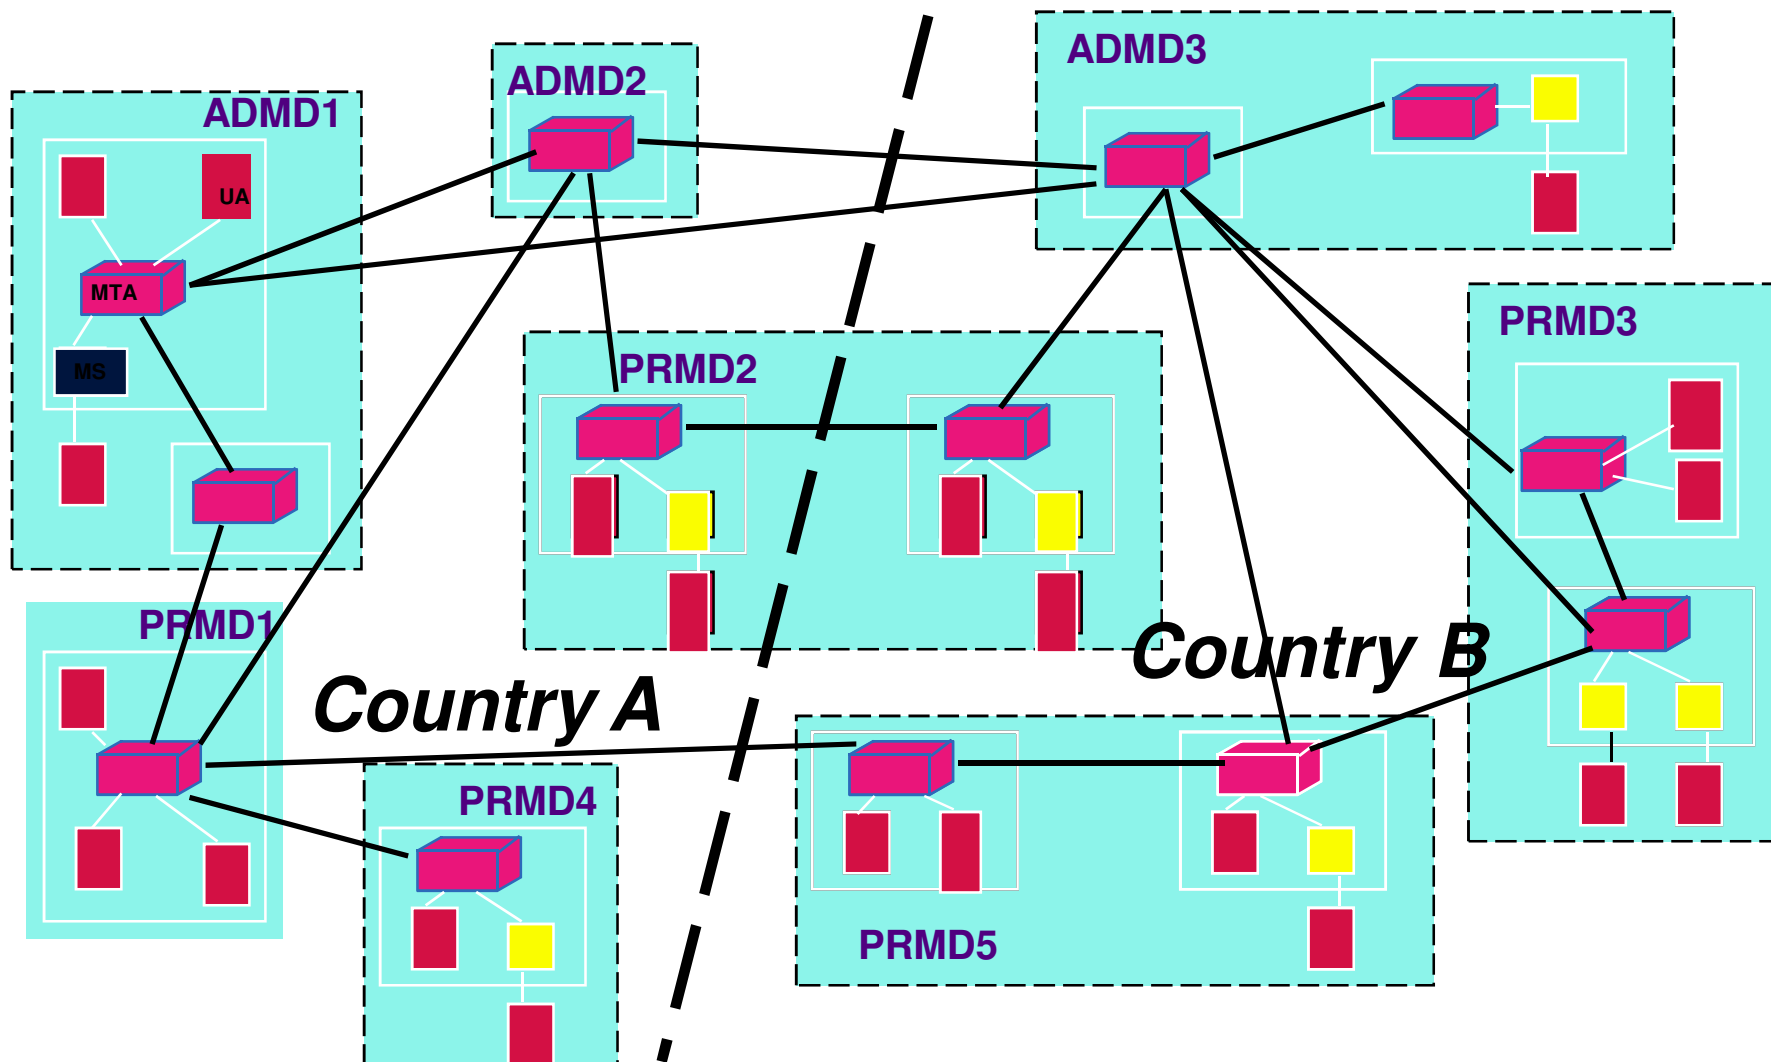 ADMD3
ADMD2
ADMD1
UA
MTA
MS
PRMD3
PRMD2
PRMD1
Country B
Country A
PRMD4
PRMD5